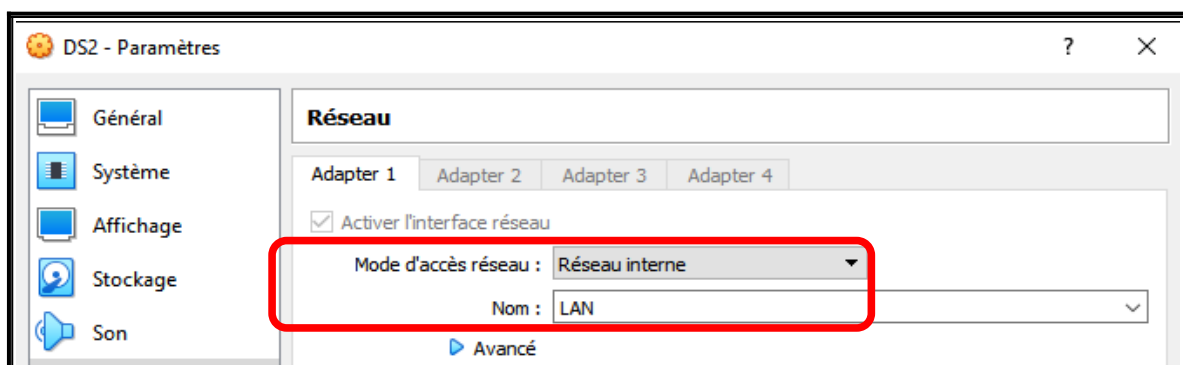 DS2 - Paramètres ?
Général
Système
Affichage
Stockage
Son
Réseau
Adapter 1 Adapter 2 Adapter 3 Adapter 4
Activer l'interface réseau
Mode d'accès réseau : Réseau interne
Nom : LAN
Avancé